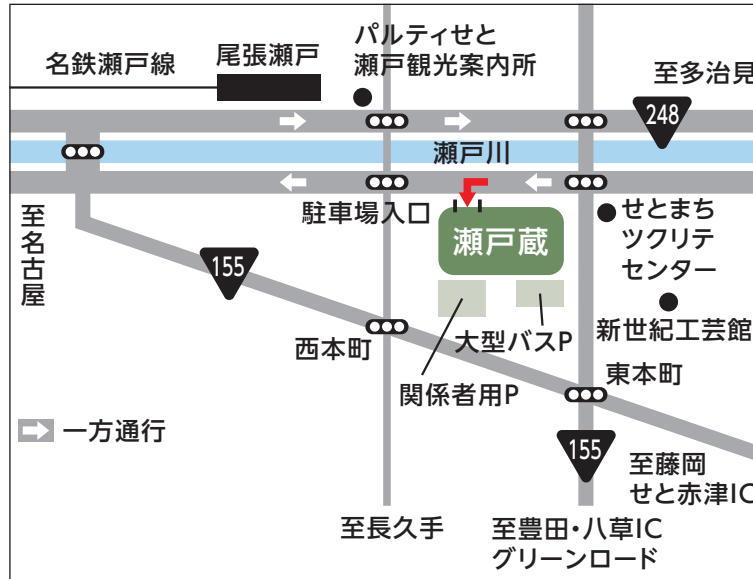 名鉄瀬戸線
尾張瀬戸
パルティせと
瀬戸観光案内所
至多治見
248
瀬戸川
駐車場入口
瀬戸蔵
せとまち
ツクリテ
センター
至名古屋
155
新世紀工芸館
西本町
大型バスP
関係者用P
東本町
一方通行
155
至藤岡
せと赤津IC
至長久手
至豊田・八草IC
グリーンロード